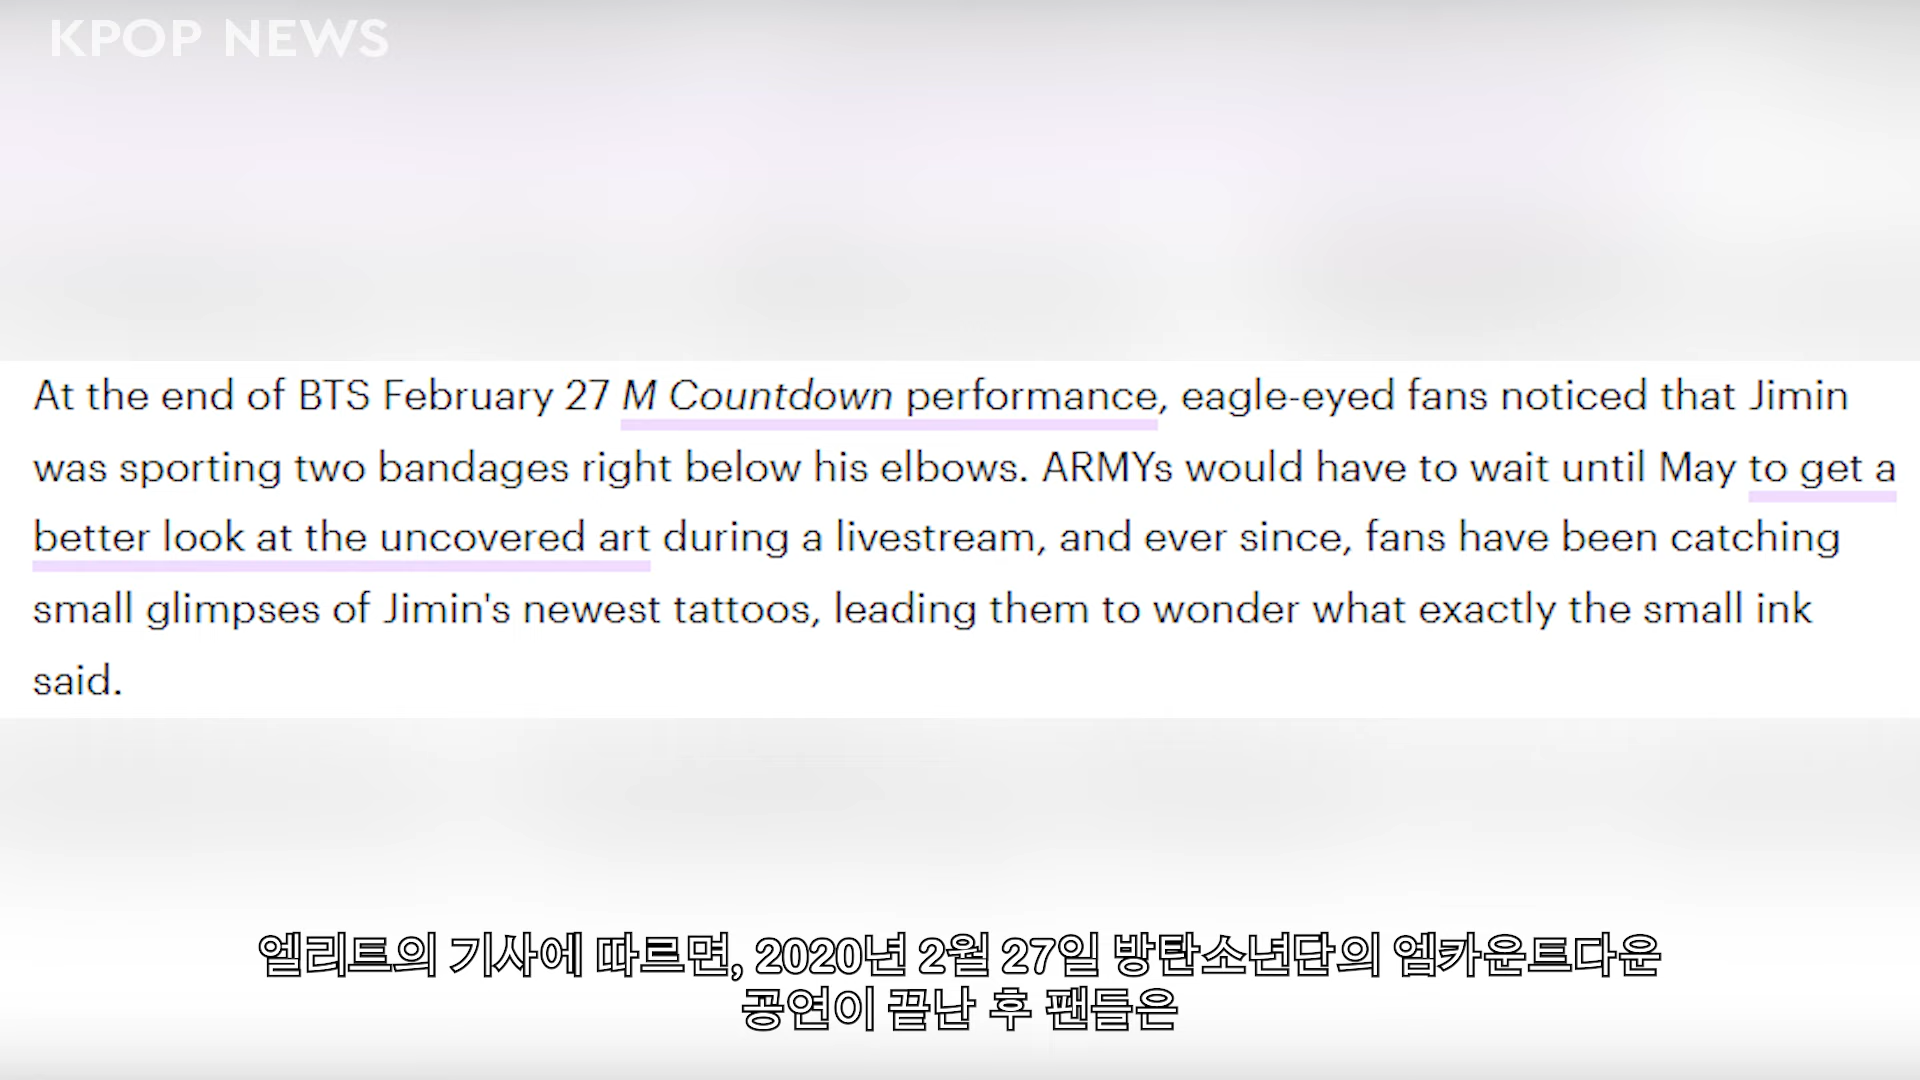 KPOP NEWS
At the end of BTS February 27 M Countdown performance, eagle-eyed fans noticed that Jimin
was sporting two bandages right below his elbows. ARMYs would have to wait until May to get a
better look at the uncovered art during a livestream, and ever since, fans have been catching
small glimpses of Jimin's newest tattoos, leading them to wonder what exactly the small ink
said.
엘리트의 기사에 따르면, 2020년 2월 27일 방탄소년단의 엠카운트다운
공연이 끝난 후 팬들은